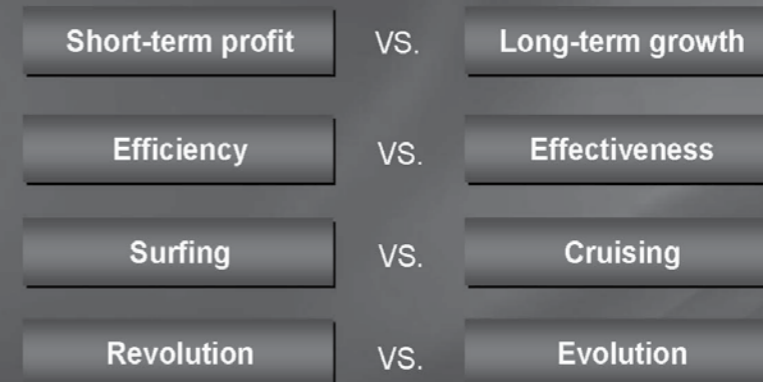 Short-term profit VS. Long-term growth
Efficiency VS. Effectiveness
Surfing VS. Cruising
Revolution VS. Evolution